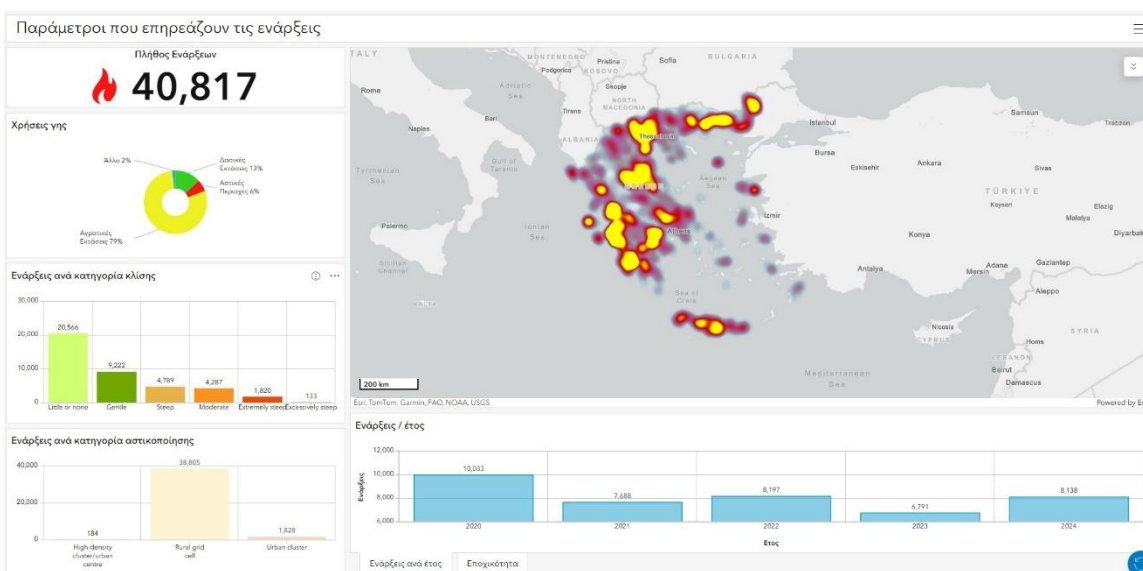 Παράμετροι που επηρεάζουν τις ενάρξεις
Πλήθος Ενάρξεων
40,817
Χρήσεις γης
Άλλο 2%
Δασικές
Εκτάσεις 13%
Αστικές
Περιοχές 6%
Αγροτικές
Εκτάσεις 79%
Ενάρξεις ανά κατηγορία κλίσης
30,000
20,000
10,000
0
20,566
9,222
4,789
4,287
1,820
133
Little or none
Gentle
Steep
Moderate
Extremely steep
Excessively steep
Ενάρξεις ανά κατηγορία αστικοποίησης
40,000
20,000
0
184
38,805
1,828
High-density
cluster/urban
centre
Rural grid
cell
Urban cluster
ITALY
MONTENEGRO
Podgorica
Pristina
KOSOVO
Sofia
BULGARIA
Rome
Adriatic
Sea
Skopje
NORTH
MACEDONIA
Tirana
ALBANIA
Bari
Naples
Thessaloniki
Istanbul
Samsun
Trabzon
Bursa
Gulf of
Taranto
Tyrrhenian
Sea
Aegean
Sea
Eskisehir
Ankara
Sivas
GREECE
TÜRKIYE
Kayseri
Elazig
Malatya
Izmir
Palermo
Ionian
Sea
Athens
Konya
Diyarbak
Sicilian
Channel
Antalya
Adana
Mersin
Gaziantep
Sea of
Crete
Aleppo
MALTA
Nicosia
CYPRUS
SYRIA
Homs
LEBANON
Beirut
Damascus
Mediterranean
Sea
200 km
Esri, TomTom, Garmin, FAO, NOAA, USGS
Powered by Es
Ενάρξεις / έτος
12,000
10,000
8,000
6,000
Ενάρξεις
10,003
7,688
8,197
6,791
8,138
2020
2021
2022
2023
2024
Έτος
Ενάρξεις ανά έτος
Εποχικότητα